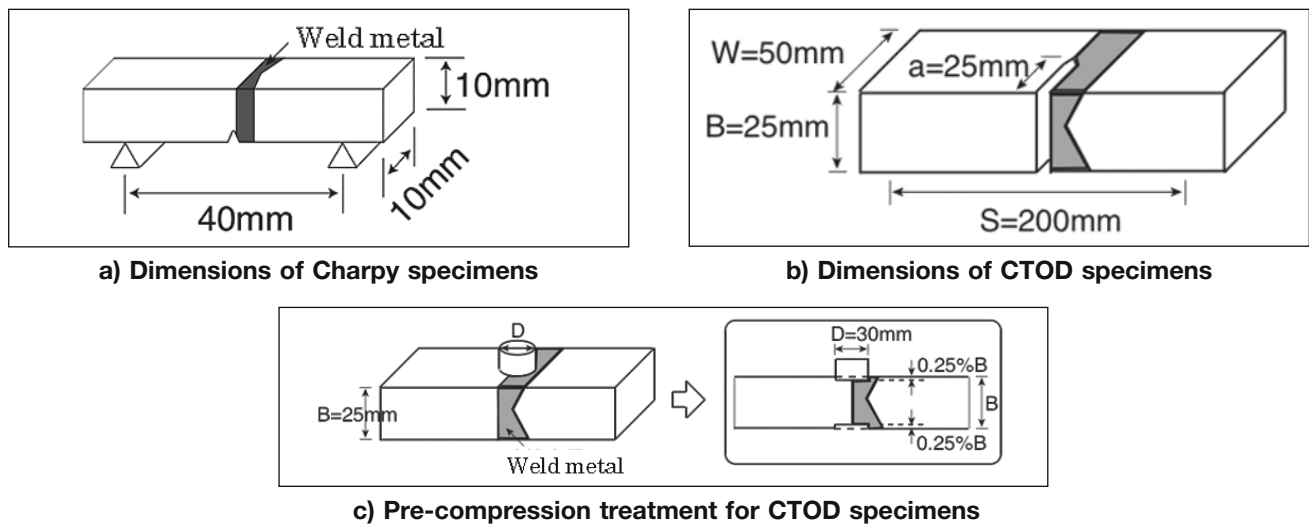 Weld metal
10mm
10mm
40mm
a) Dimensions of Charpy specimens
W=50mm
a=25mm
B=25mm
S=200mm
b) Dimensions of CTOD specimens
D
B=25mm
Weld metal
D=30mm
0.25%B
B
0.25%B
c) Pre-compression treatment for CTOD specimens